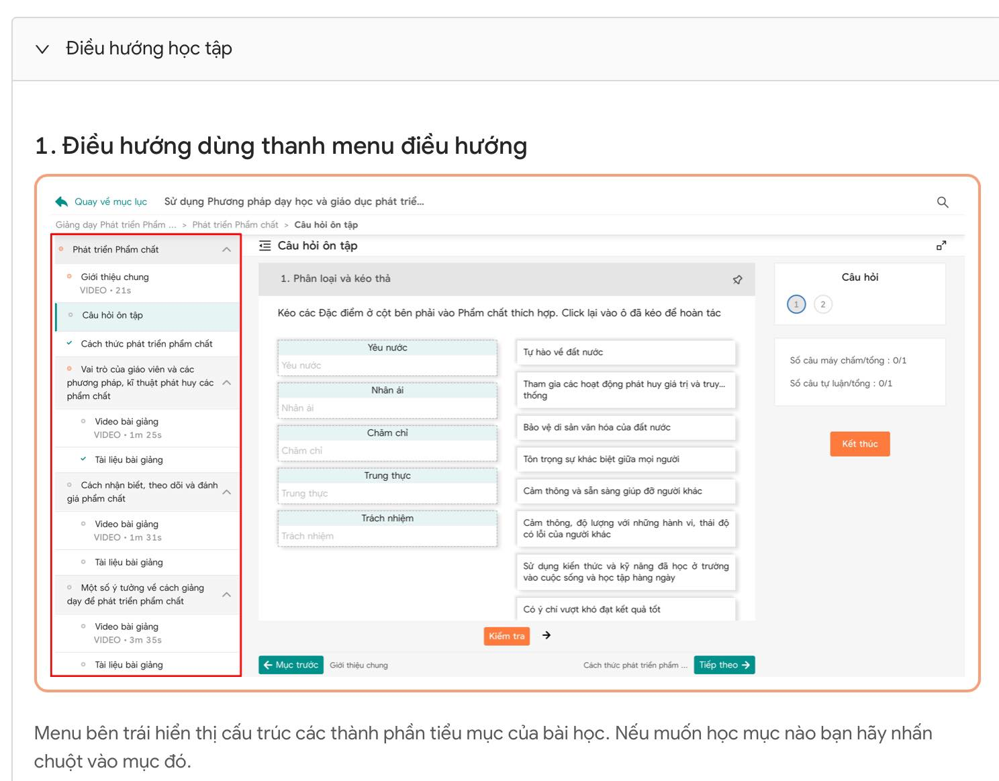 Điều hướng học tập
1. Điều hướng dùng thanh menu điều hướng
Quay về mục lục
Sử dụng Phương pháp dạy học và giáo dục phát triể...
Giảng dạy Phát triển Phẩm ... > Phát triển Phẩm chất > Câu hỏi ôn tập
Phát triển Phẩm chất
Giới thiệu chung
VIDEO • 21s
Câu hỏi ôn tập
Cách thức phát triển phẩm chất
Vai trò của giáo viên và các
phương pháp, kĩ thuật phát huy các
phẩm chất
Video bài giảng
VIDEO • 1m 25s
Tài liệu bài giảng
Cách nhận biết, theo dõi và đánh
giá phẩm chất
Video bài giảng
VIDEO • 1m 31s
Tài liệu bài giảng
Một số ý tưởng về cách giảng
dạy để phát triển phẩm chất
Video bài giảng
VIDEO • 3m 35s
Tài liệu bài giảng
Câu hỏi ôn tập
1. Phân loại và kéo thả
Kéo các Đặc điểm ở cột bên phải vào Phẩm chất thích hợp. Click lại vào ô đã kéo để hoàn tác
Yêu nước
Yêu nước
Nhân ái
Nhân ái
Chăm chỉ
Chăm chỉ
Trung thực
Trung thực
Trách nhiệm
Trách nhiệm
Tự hào về đất nước
Tham gia các hoạt động phát huy giá trị và truy...
thống
Bảo vệ di sản văn hóa của đất nước
Tôn trọng sự khác biệt giữa mọi người
Cảm thông và sẵn sàng giúp đỡ người khác
Cảm thông, độ lượng với những hành vi, thái độ
có lỗi của người khác
Sử dụng kiến thức và kỹ năng đã học ở trường
vào cuộc sống và học tập hàng ngày
Có ý chí vượt khó đạt kết quả tốt
Kiểm tra
Mục trước
Giới thiệu chung
Cách thức phát triển phẩm ...
Tiếp theo
Câu hỏi
1 2
Số câu máy chấm/tổng : 0/1
Số câu tự luận/tổng : 0/1
Kết thúc
Menu bên trái hiển thị cấu trúc các thành phần tiểu mục của bài học. Nếu muốn học mục nào bạn hãy nhấn
chuột vào mục đó.